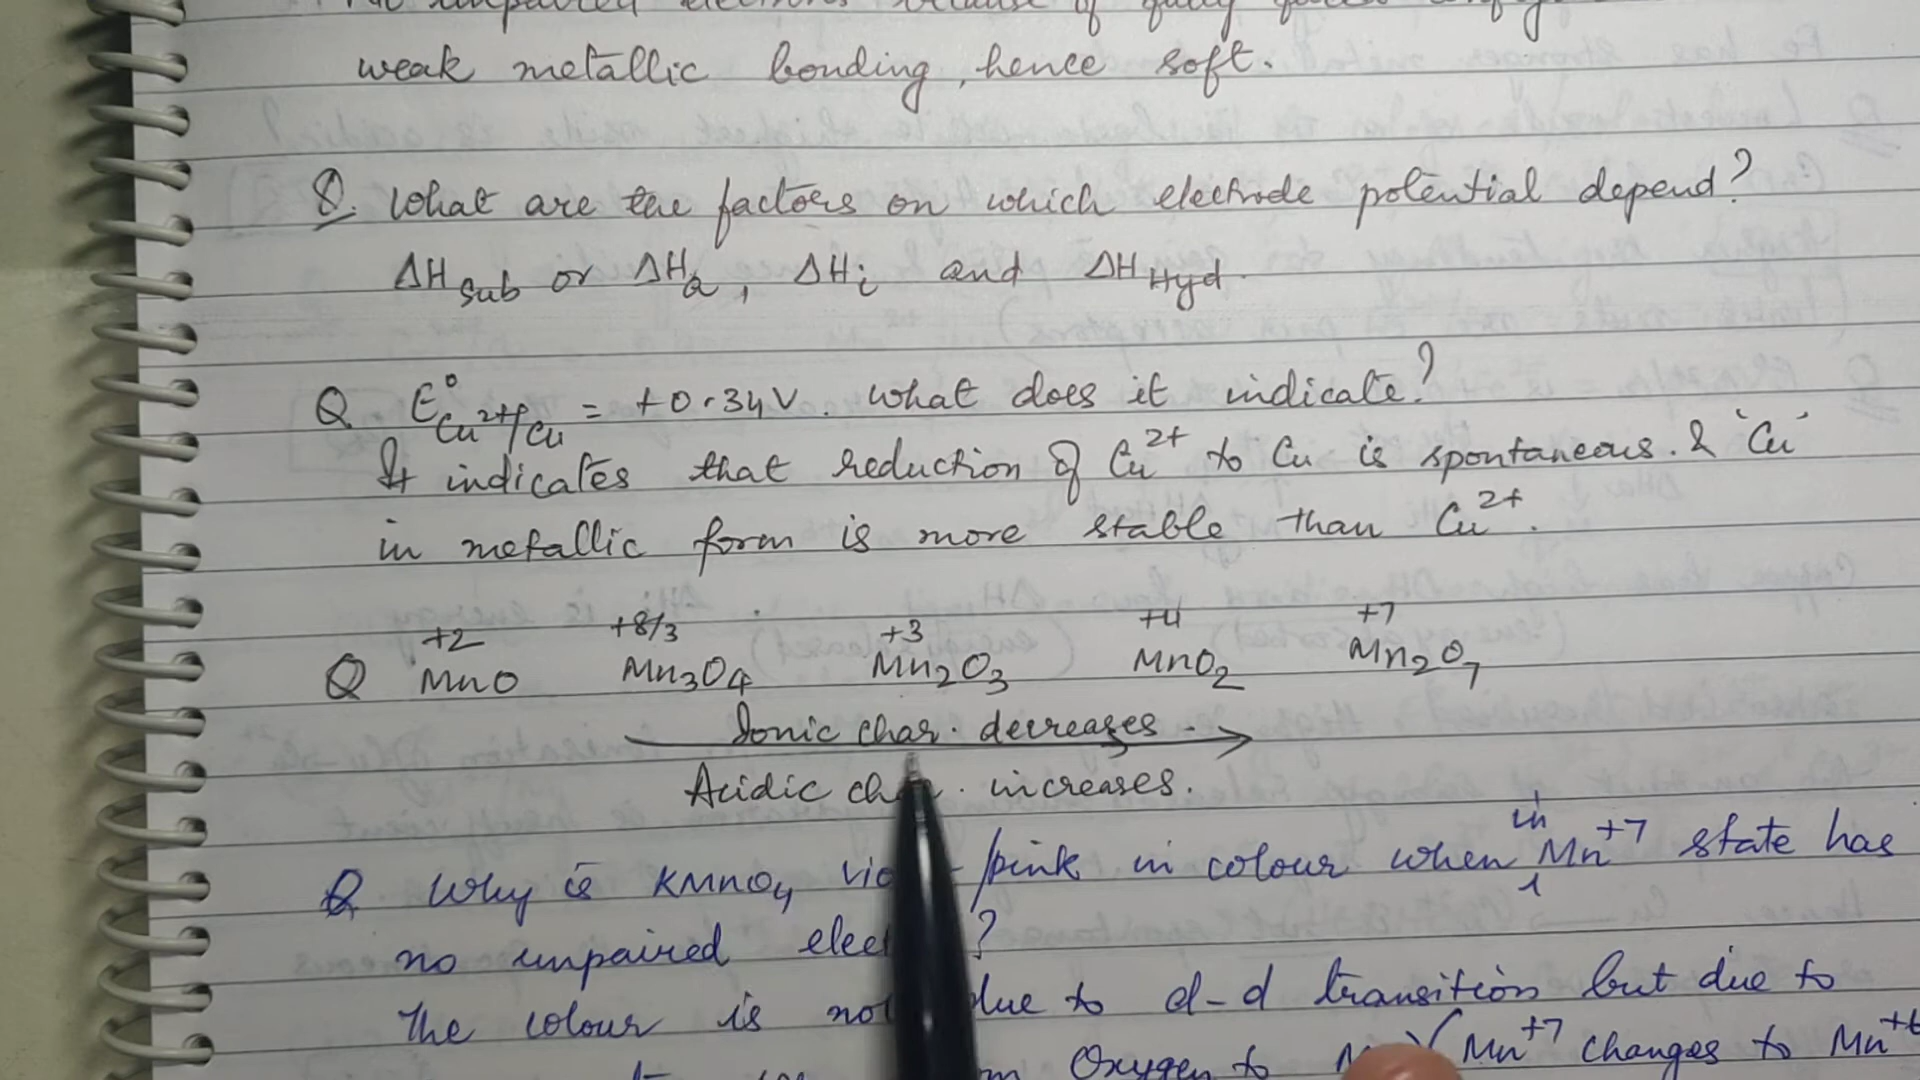 weak metallic bonding, hence soft.
Q. What are the factors on which electrode potential depend?
ΔH Sub or ΔHa, ΔHi and ΔH Hyd.
Q E° Cu2+/Cu = +0.34V. What does it indicate?
It indicates that reduction of Cu2+ to Cu is spontaneous. & 'Cu'
in metallic form is more stable than Cu2+.
+2 +8/3 +3 +4 +7
Q MnO Mn3O4 Mn2O3 MnO2 Mn2O7
Ionic char. decreases.
Acidic char. increases.
Q Why is KMnO4 /pink in colour when in Mn+7 state has
no unpaired ?
The colour is due to d-d transition but due to
Oxygen to Mn+7 changes to